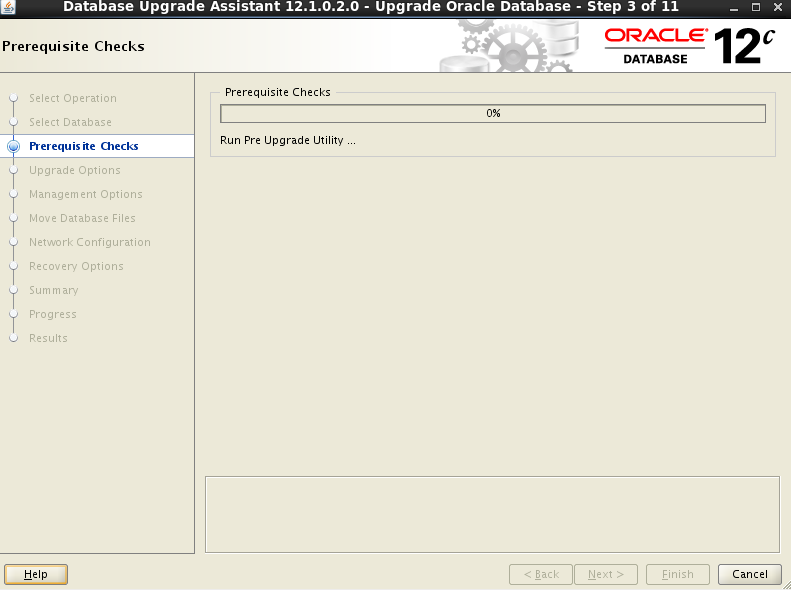 Database Upgrade Assistant 12.1.0.2.0 - Upgrade Oracle Database - Step 3 of 11
Prerequisite Checks
ORACLE®
DATABASE
12c
Select Operation
Select Database
Prerequisite Checks
Upgrade Options
Management Options
Move Database Files
Network Configuration
Recovery Options
Summary
Progress
Results
Prerequisite Checks
0%
Run Pre Upgrade Utility ...
Help
< Back
Next >
Finish
Cancel